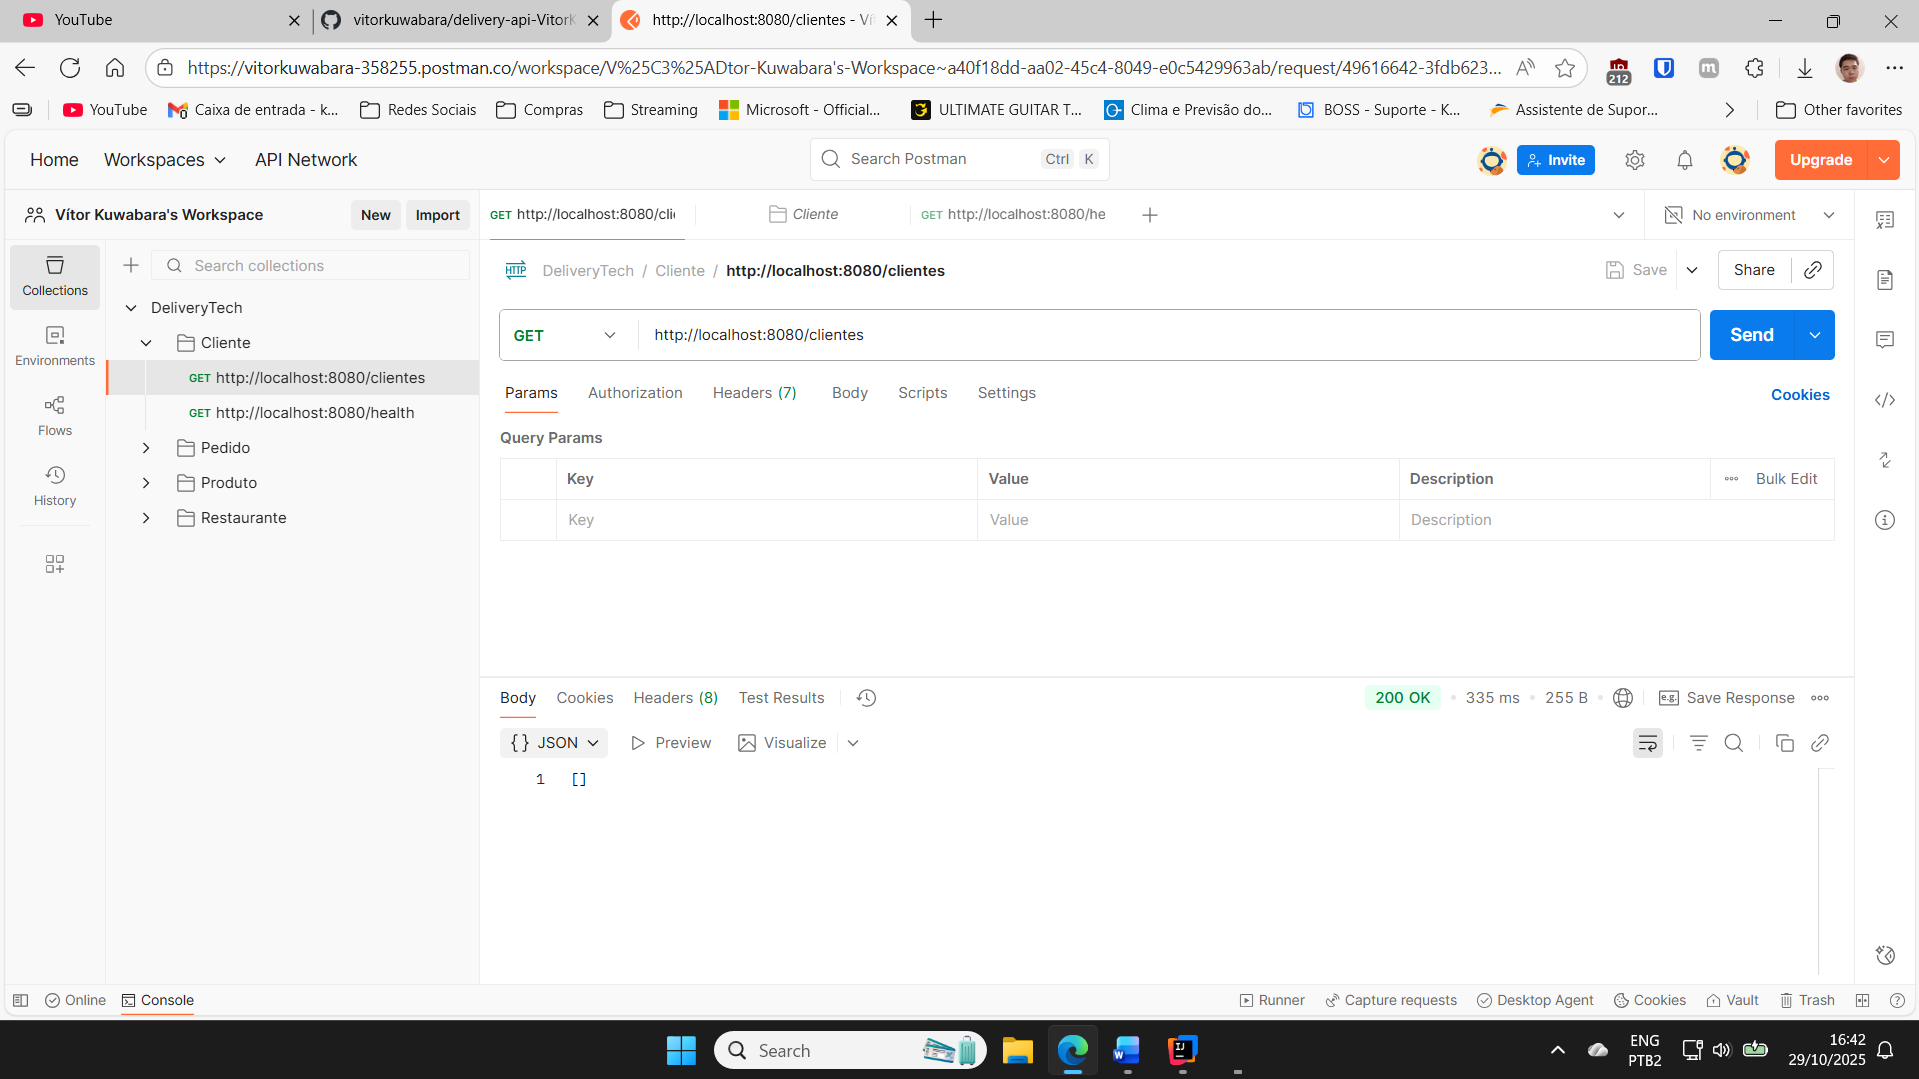 YouTube
vitorkuwabara/delivery-api-VitorK
http://localhost:8080/clientes - Ví
https://vitorkuwabara-358255.postman.co/workspace/V%25C3%25ADtor-Kuwabara's-Workspace~a40f18dd-aa02-45c4-8049-e0c5429963ab/request/49616642-3fdb623...
212
YouTube
Caixa de entrada - k...
Redes Sociais
Compras
Streaming
Microsoft - Official...
ULTIMATE GUITAR T...
Clima e Previsão do...
BOSS - Suporte - K...
Assistente de Supor...
Other favorites
Home
Workspaces
API Network
Search Postman
Ctrl
K
Invite
Upgrade
Vítor Kuwabara's Workspace
New
Import
GET http://localhost:8080/clie
Cliente
GET http://localhost:8080/he
No environment
Collections
Environments
Flows
History
Search collections
DeliveryTech
Cliente
GET http://localhost:8080/clientes
GET http://localhost:8080/health
Pedido
Produto
Restaurante
HTTP
DeliveryTech / Cliente / http://localhost:8080/clientes
Save
Share
GET
http://localhost:8080/clientes
Send
Params
Authorization
Headers (7)
Body
Scripts
Settings
Cookies
Query Params
Key
Value
Description
Bulk Edit
Key
Value
Description
Body
Cookies
Headers (8)
Test Results
200 OK
335 ms
255 B
e.g.
Save Response
{} JSON
Preview
Visualize
1 []
Online
Console
Runner
Capture requests
Desktop Agent
Cookies
Vault
Trash
Search
ENG
PTB2
16:42
29/10/2025